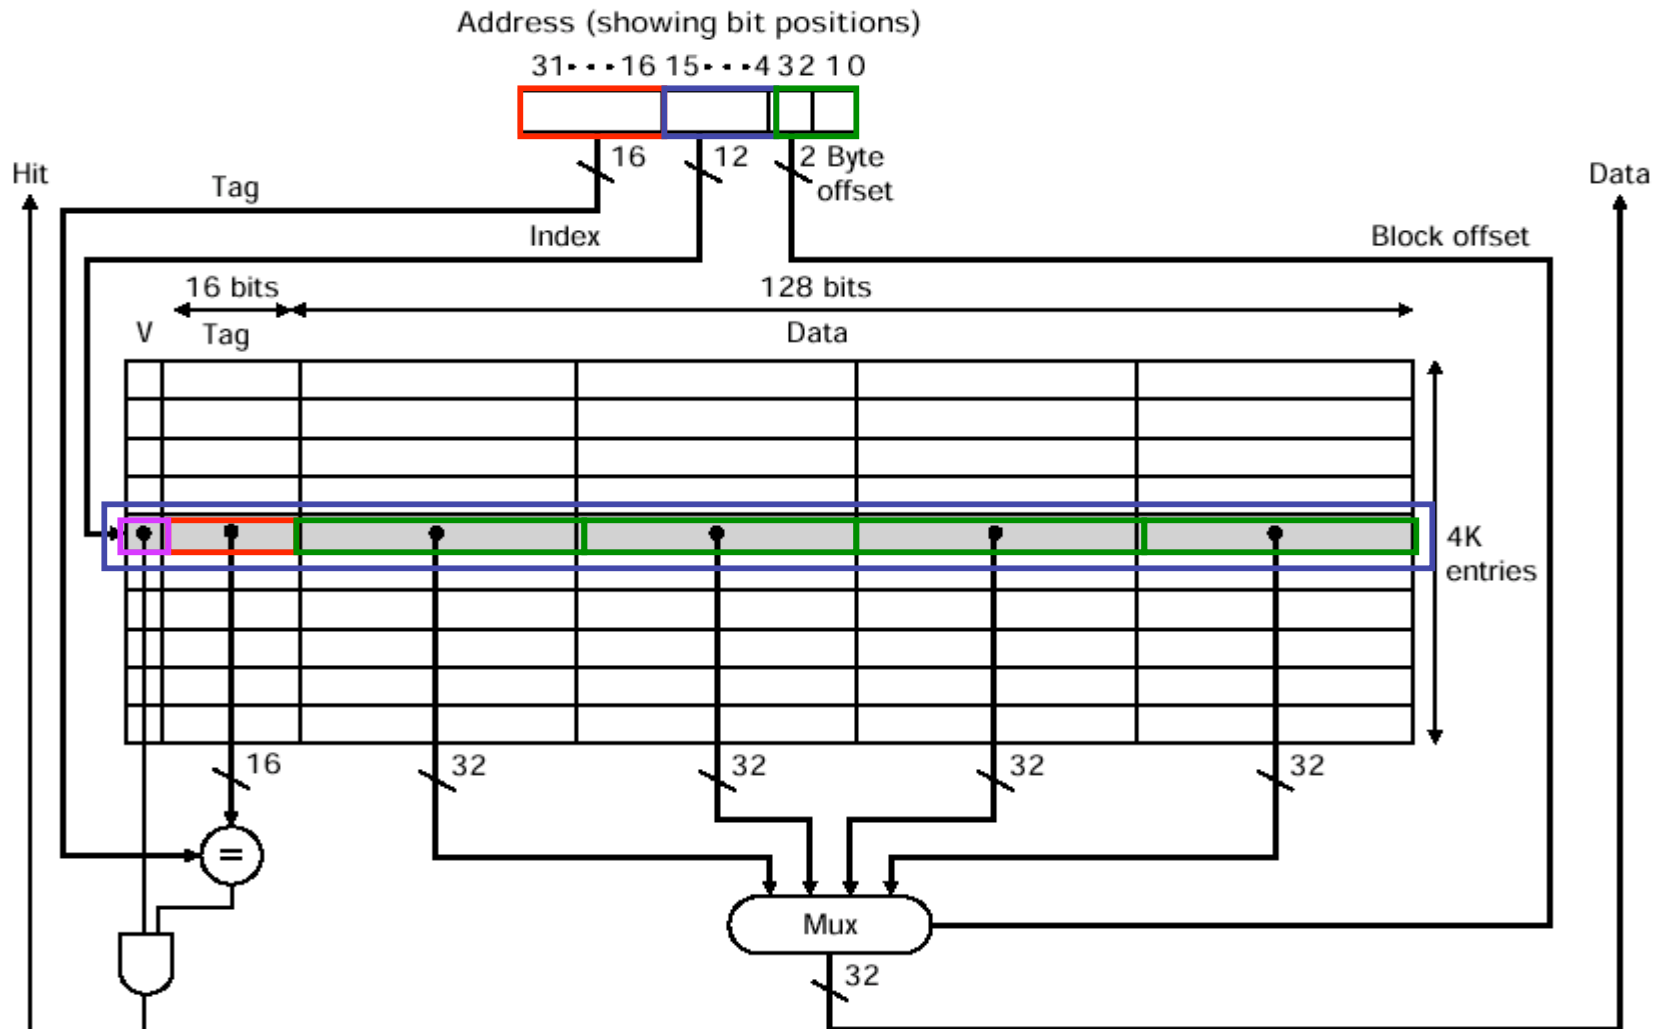 Address (showing bit positions)
31 • • • 16 15 • • • 4 3 2 1 0
16 12 2 Byte offset
Hit
Tag
Data
Index
Block offset
16 bits
128 bits
V
Tag
Data
4K
entries
16
32
32
32
32
=
Mux
32